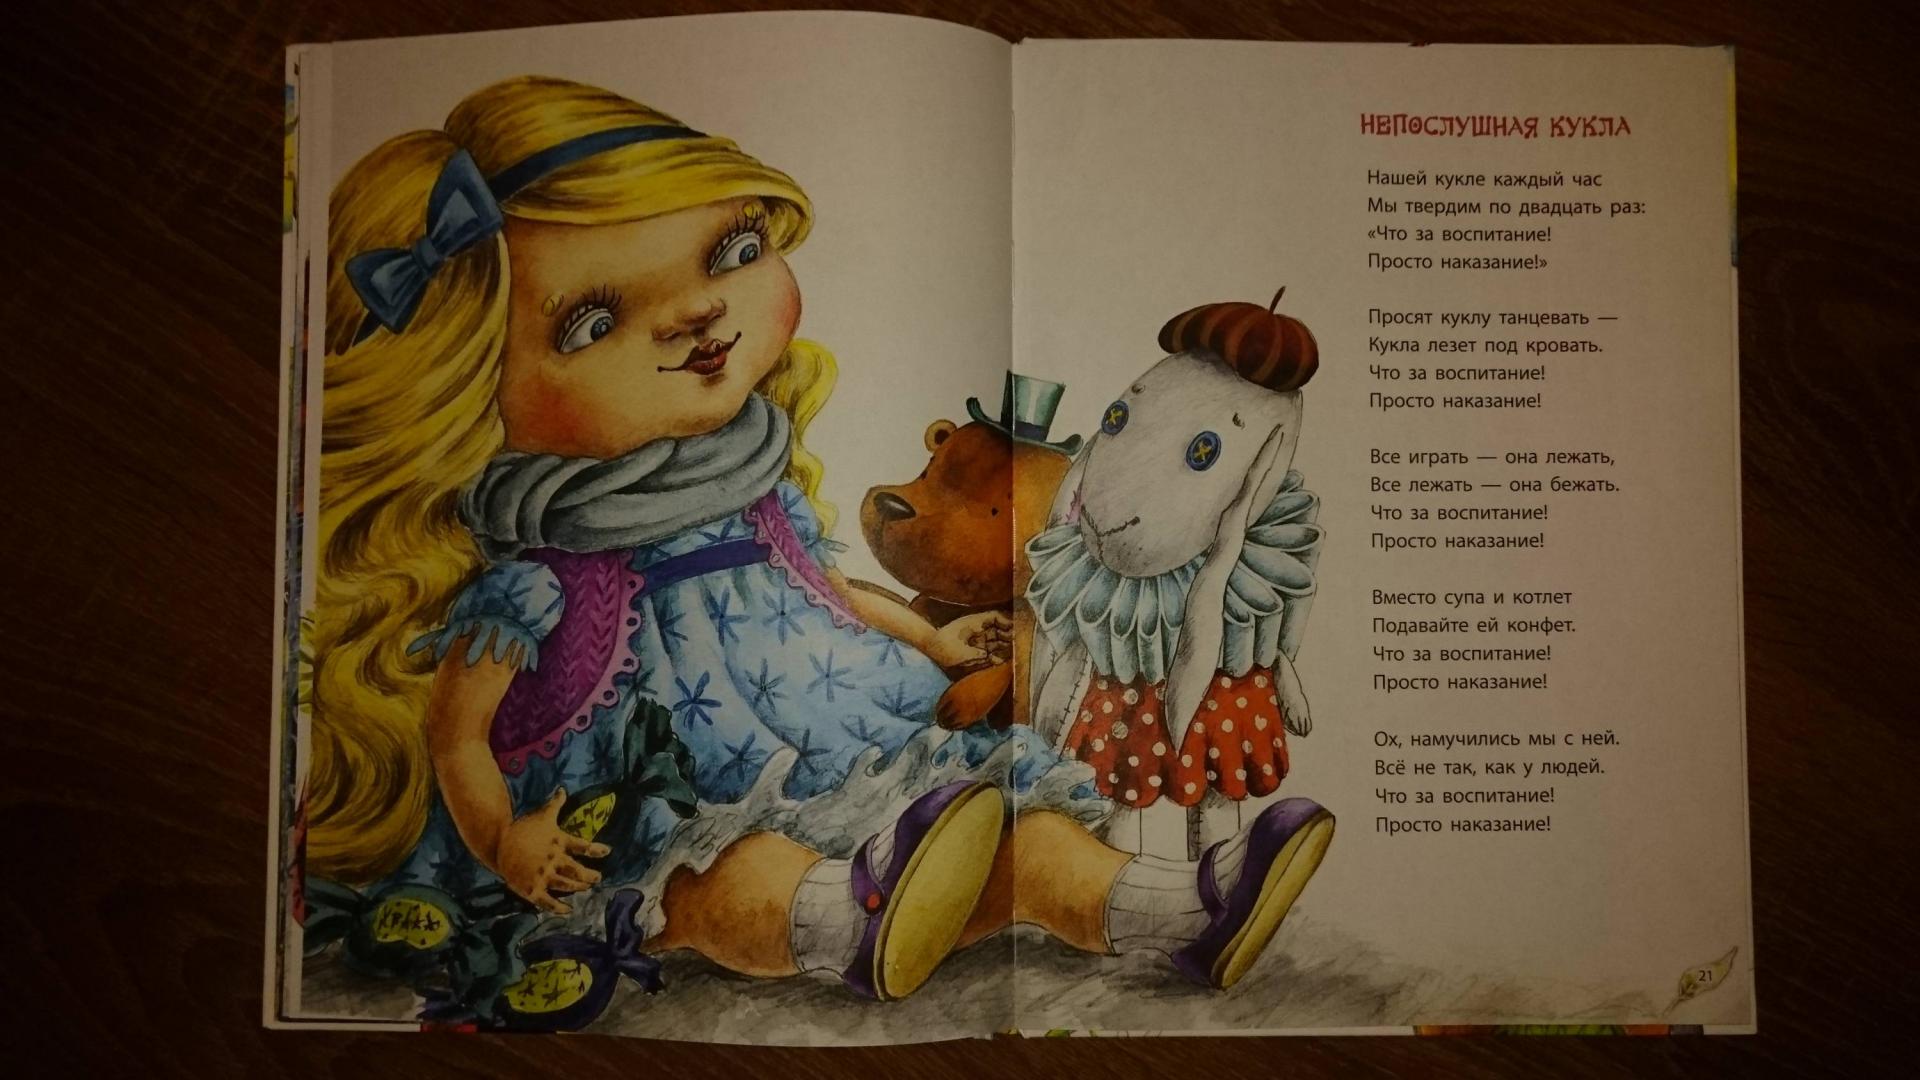 НЕПОСЛУШНАЯ КУКЛА
Нашей кукле каждый час
Мы твердим по двадцать раз:
«Что за воспитание!
Просто наказание!»
Просят куклу танцевать —
Кукла лезет под кровать.
Что за воспитание!
Просто наказание!
Все играть — она лежать,
Все лежать — она бежать.
Что за воспитание!
Просто наказание!
Вместо супа и котлет
Подавайте ей конфет.
Что за воспитание!
Просто наказание!
Ох, намучились мы с ней.
Всё не так, как у людей.
Что за воспитание!
Просто наказание!
21